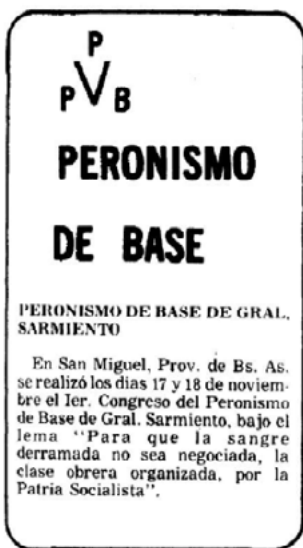 P
P V B
PERONISMO
DE BASE
PERONISMO DE BASE DE GRAL.
SARMIENTO
En San Miguel, Prov. de Bs. As.
se realizó los días 17 y 18 de noviem-
bre el Ier. Congreso del Peronismo
de Base de Gral. Sarmiento, bajo el
lema "Para que la sangre
derramada no sea negociada, la
clase obrera organizada, por la
Patria Socialista".